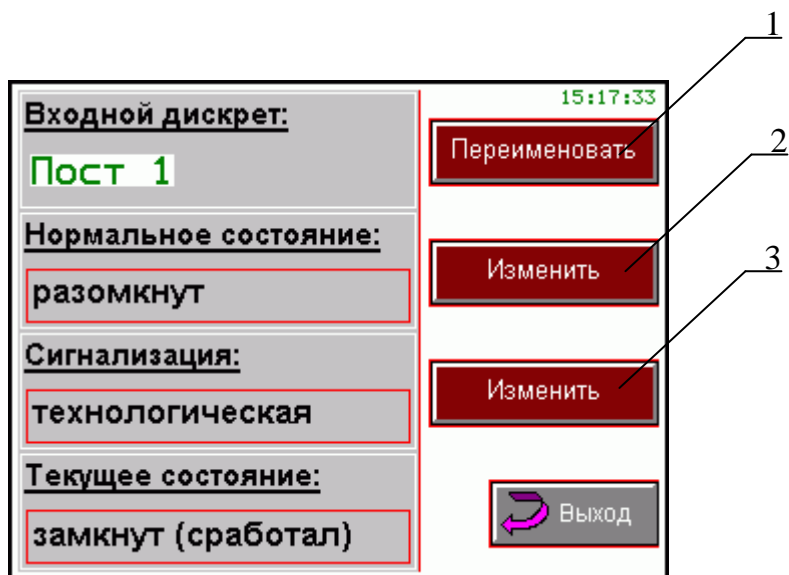 1
15:17:33
Входной дискрет:
Переименовать
2
Пост 1
Нормальное состояние:
Изменить
3
разомкнут
Сигнализация:
Изменить
технологическая
Текущее состояние:
Выход
замкнут (сработал)